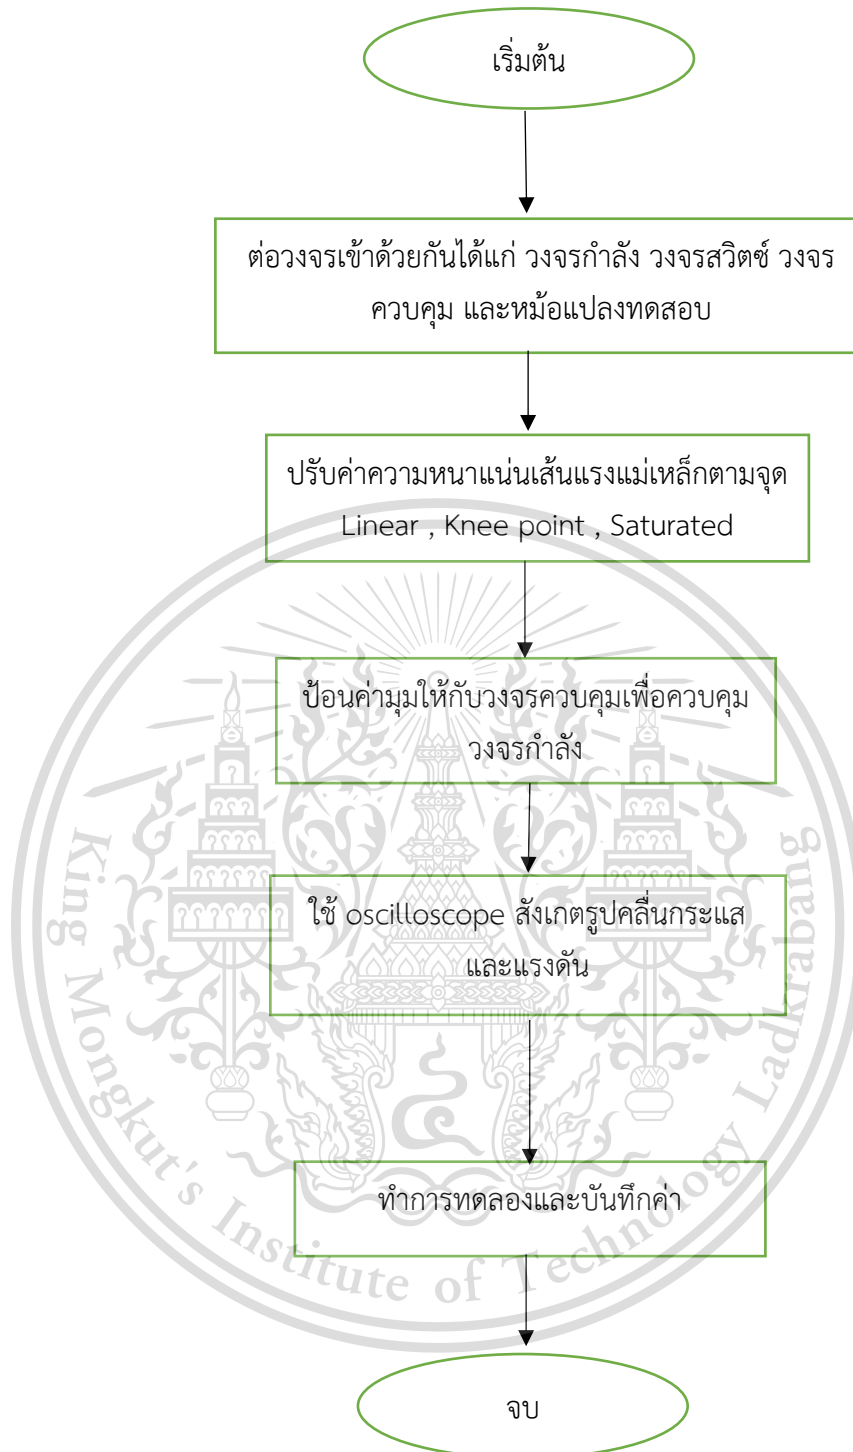 เริ่มต้น
ต่อวงจรเข้าด้วยกันได้แก่ วงจรกำลัง วงจรสวิตซ์ วงจร
ควบคุม และหม้อแปลงทดสอบ
ปรับค่าความหนาแน่นเส้นแรงแม่เหล็กตามจุด
Linear , Knee point , Saturated
ป้อนค่ามุมให้กับวงจรควบคุมเพื่อควบคุม
วงจรกำลัง
ใช้ oscilloscope สังเกตรูปคลื่นกระแส
และแรงดัน
ทำการทดลองและบันทึกค่า
จบ
King Mongkut's Institute of Technology Ladkrabang